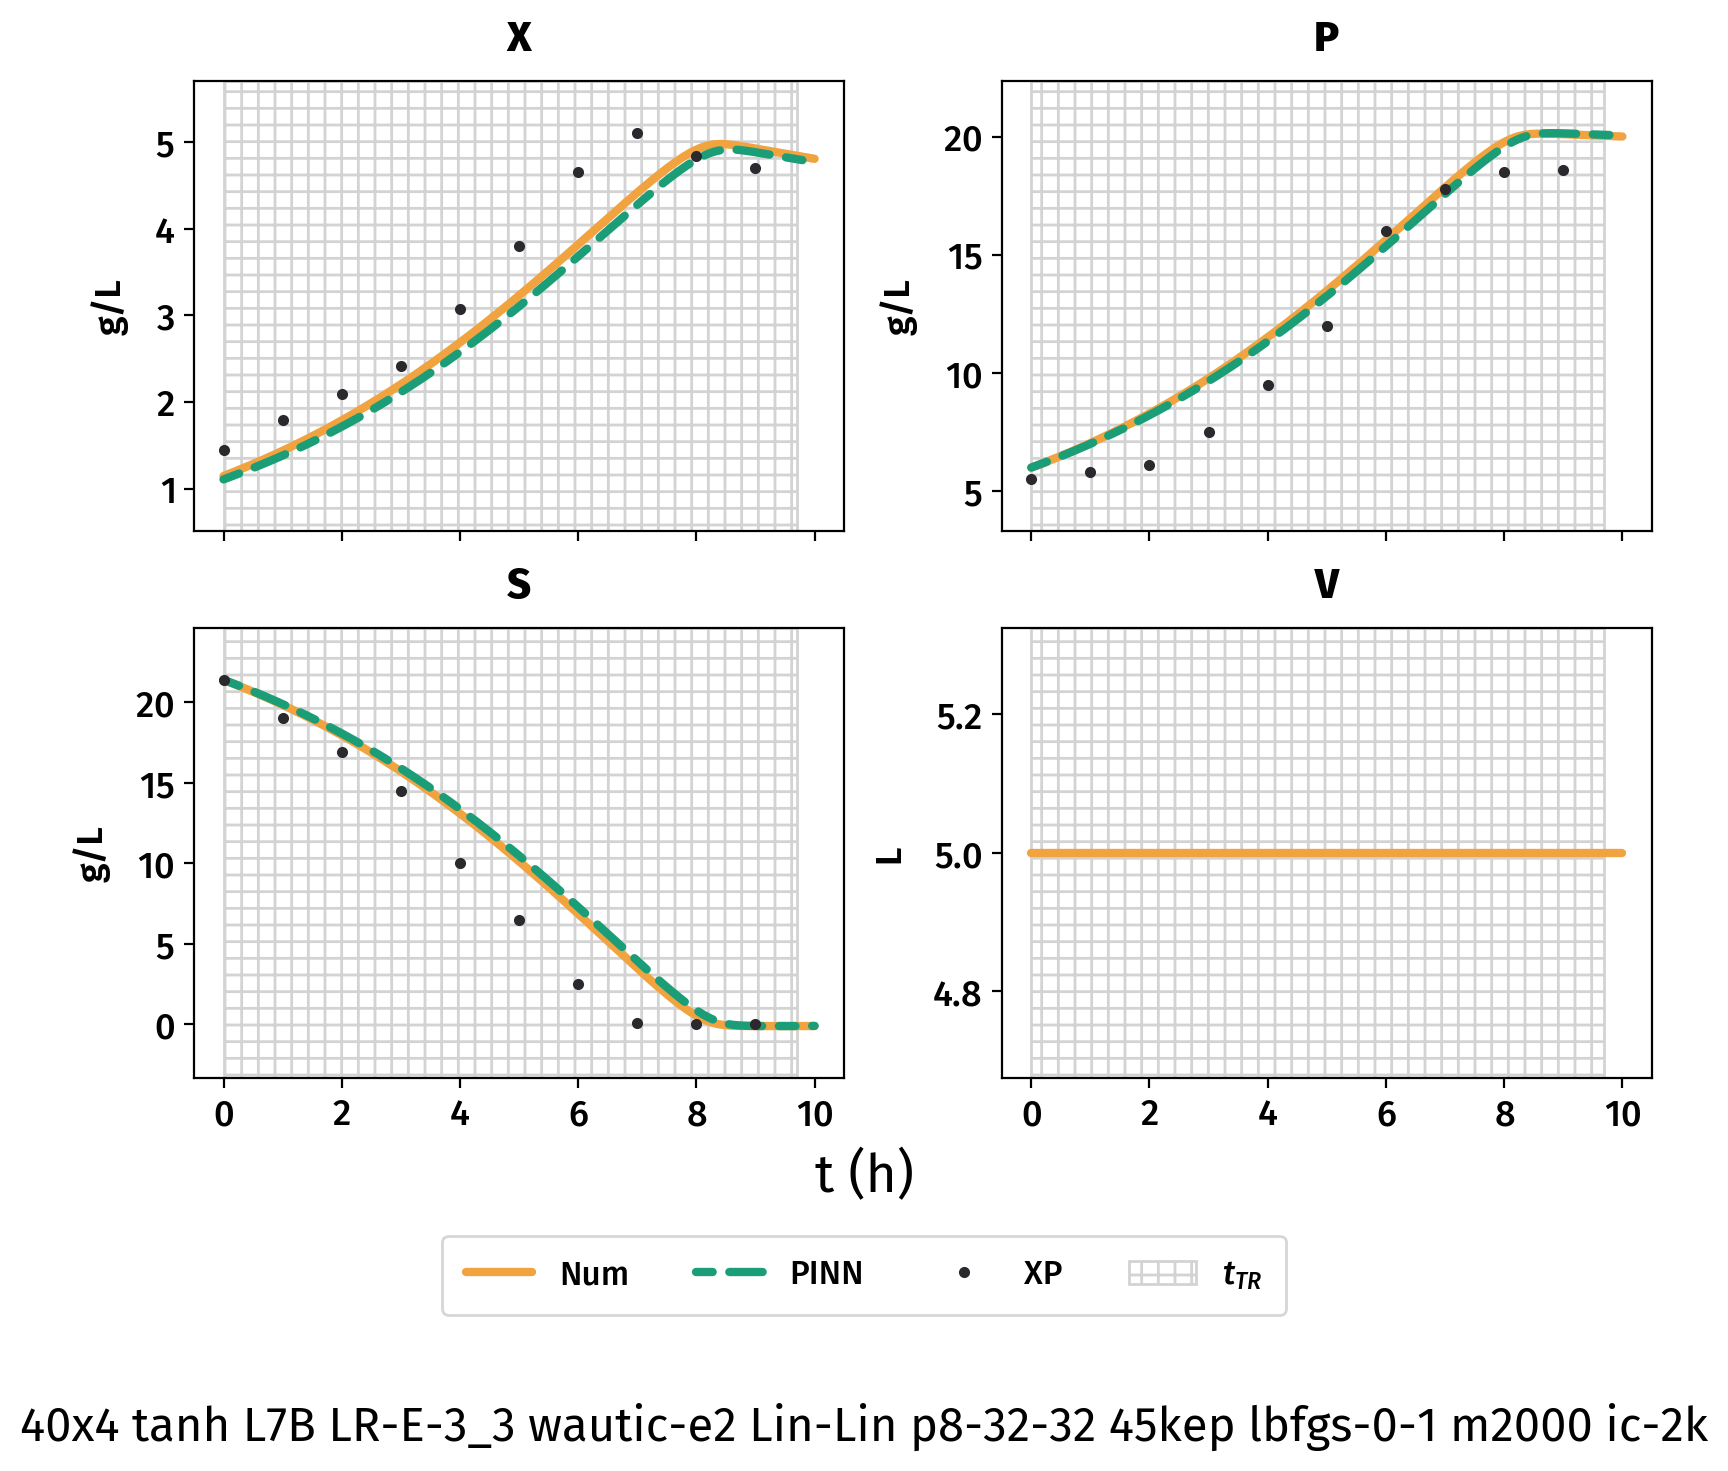 X
P
5
4
3
2
1
g/L
20
15
10
5
g/L
S
V
20
15
10
5
0
g/L
5.2
5.0
4.8
L
0 2 4 6 8 10
0 2 4 6 8 10
t (h)
Num PINN XP tTR
40x4 tanh L7B LR-E-3_3 wautic-e2 Lin-Lin p8-32-32 45kep lbfgs-0-1 m2000 ic-2k